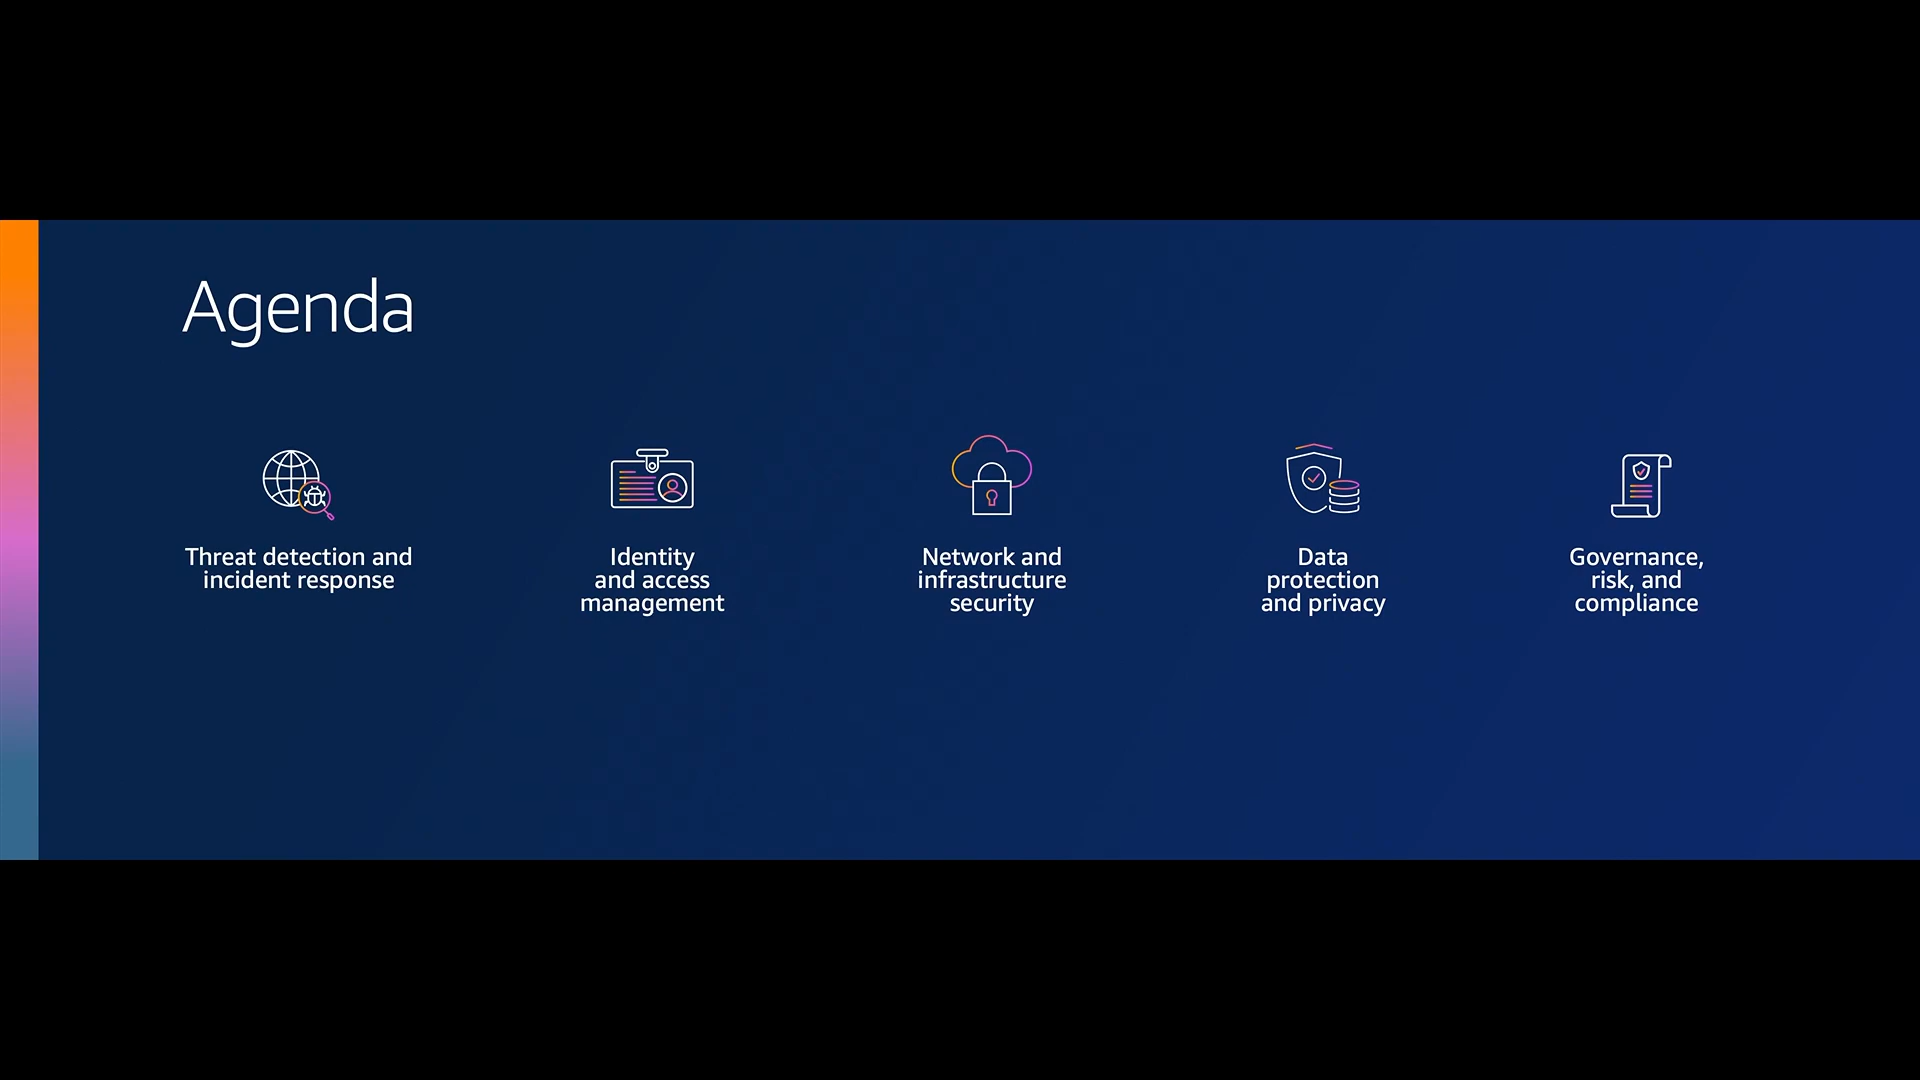 Agenda
Threat detection and
incident response
Identity
and access
management
Network and
infrastructure
security
Data
protection
and privacy
Governance,
risk, and
compliance